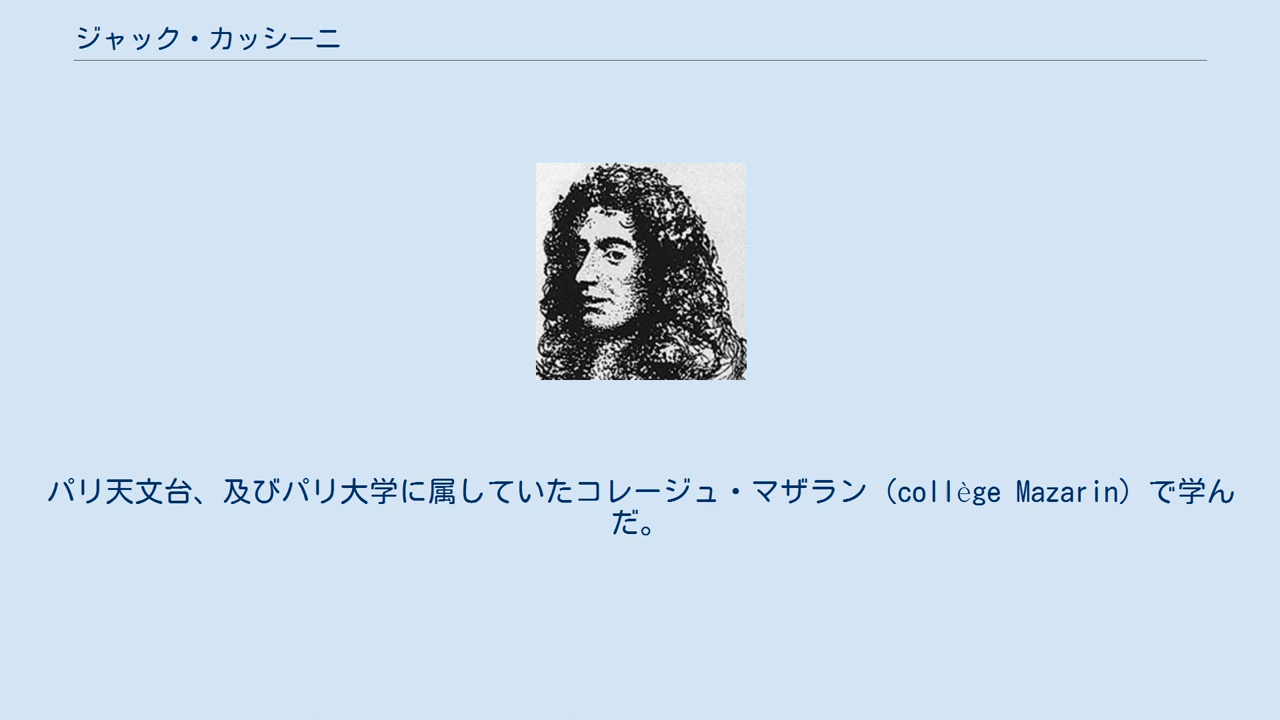 ジャック・カッシーニ
パリ天文台、及びパリ大学に属していたコレージュ・マザラン（collège Mazarin）で学ん
だ。